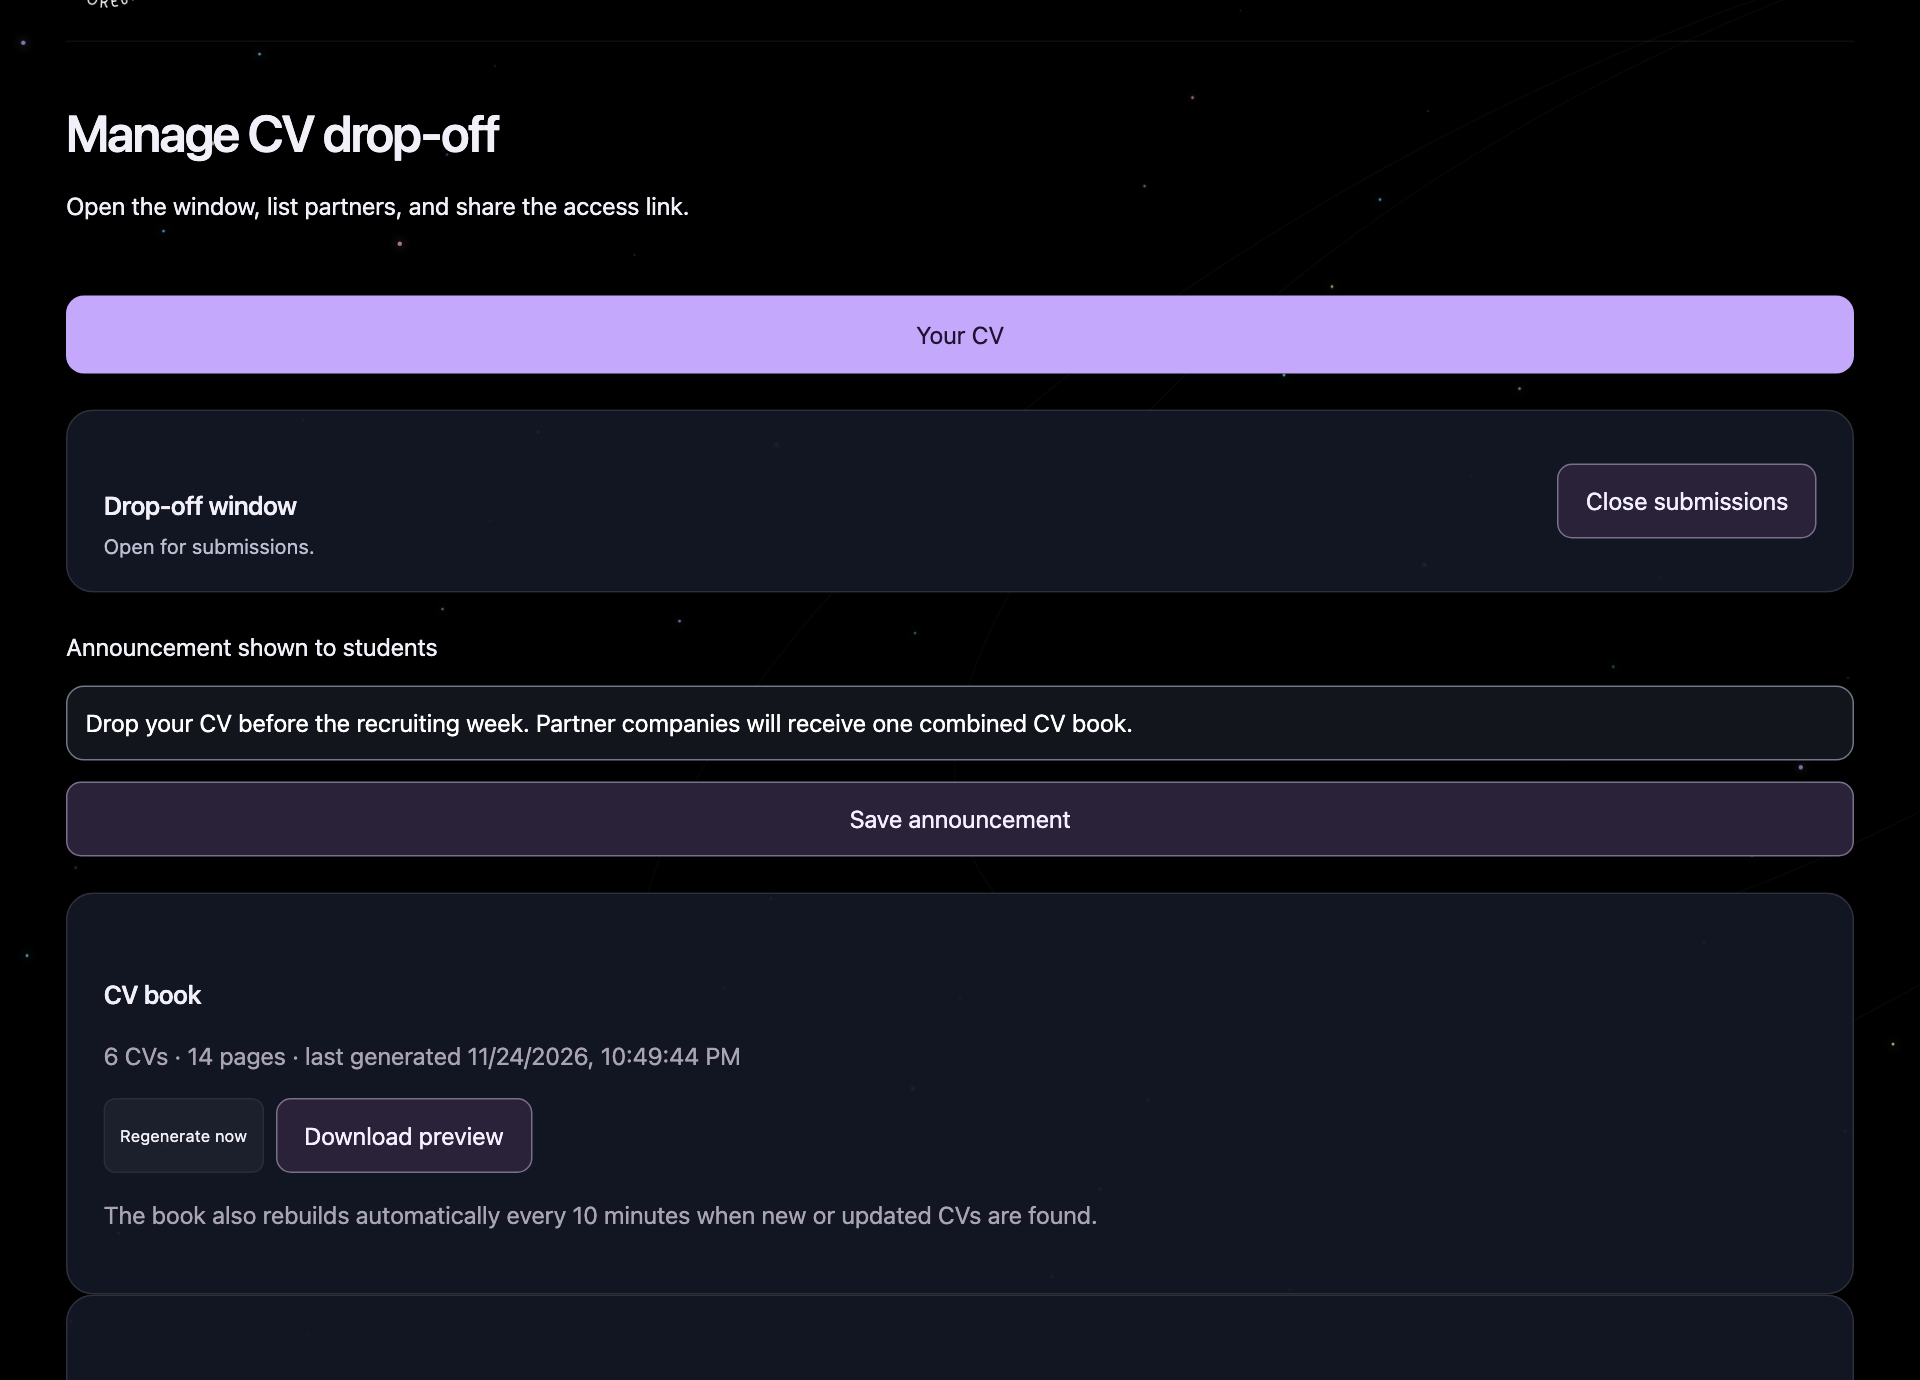 Manage CV drop-off
Open the window, list partners, and share the access link.
Your CV
Drop-off window
Open for submissions.
Close submissions
Announcement shown to students
Drop your CV before the recruiting week. Partner companies will receive one combined CV book.
Save announcement
CV book
6 CVs · 14 pages · last generated 11/24/2026, 10:49:44 PM
Regenerate now
Download preview
The book also rebuilds automatically every 10 minutes when new or updated CVs are found.